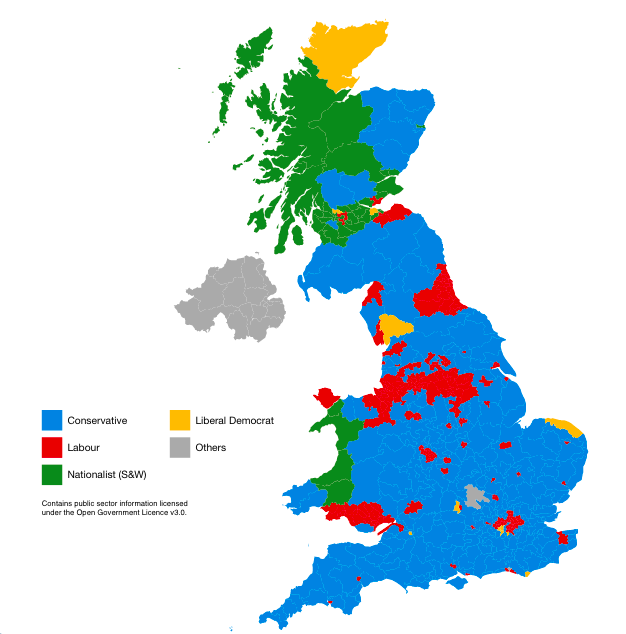 Conservative
Liberal Democrat
Labour
Others
Nationalist (S&W)
Contains public sector information licensed
under the Open Government Licence v3.0.